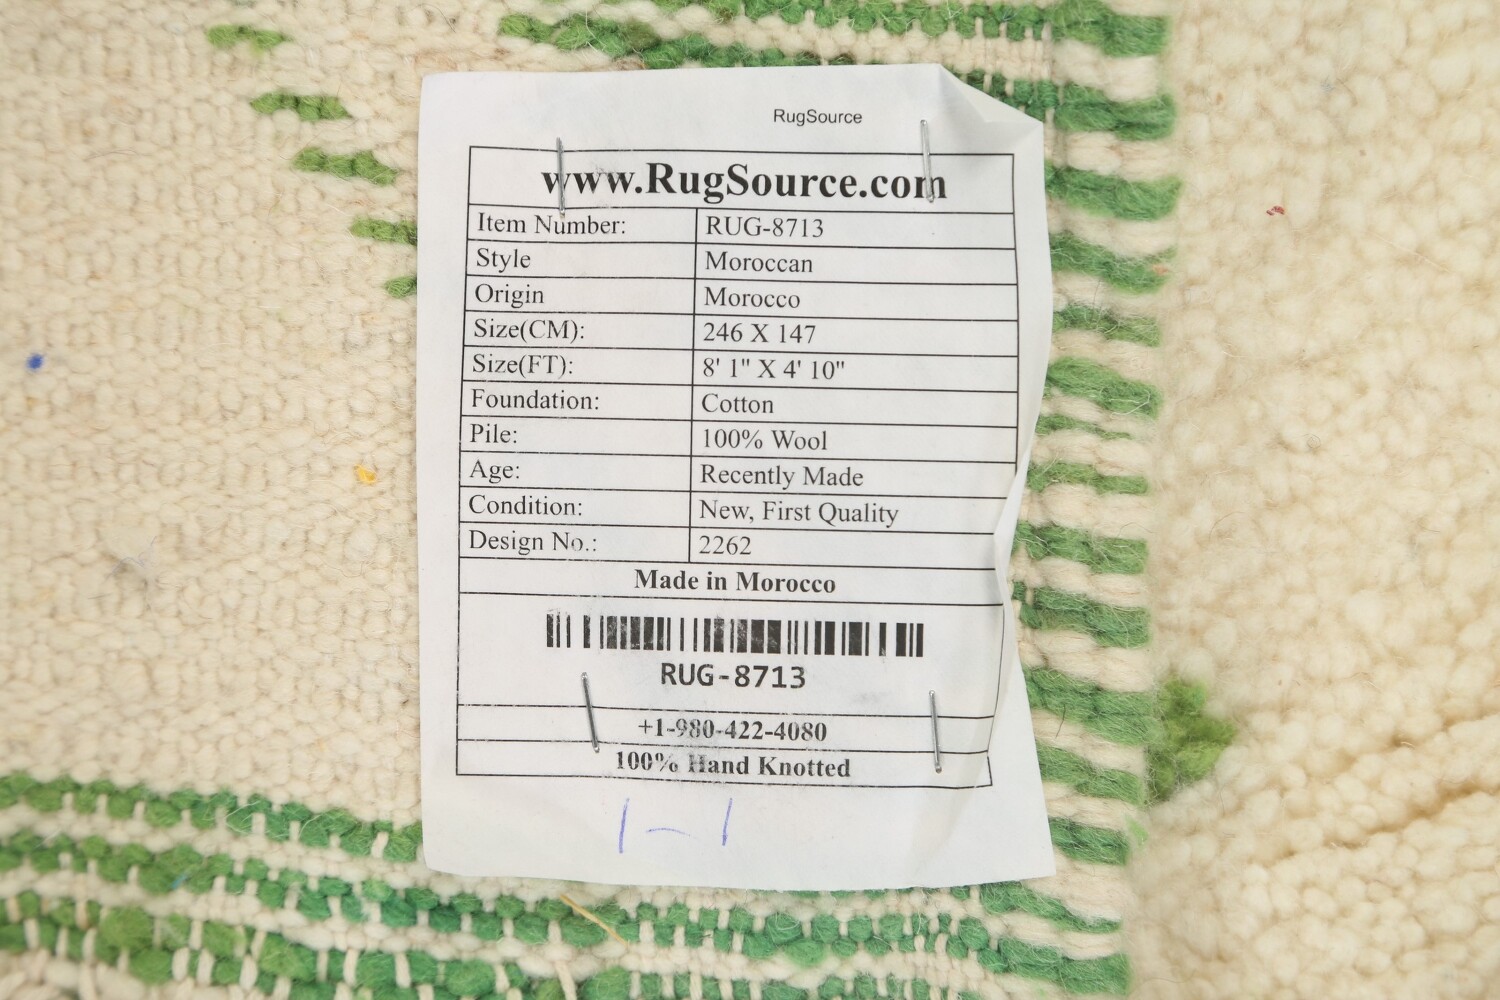 RugSource
www.RugSource.com
Item Number: RUG-8713
Style Moroccan
Origin Morocco
Size(CM): 246 X 147
Size(FT): 8' 1" X 4' 10"
Foundation: Cotton
Pile: 100% Wool
Age: Recently Made
Condition: New, First Quality
Design No.: 2262
Made in Morocco
RUG-8713
+1-980-422-4080
100% Hand Knotted
1-1